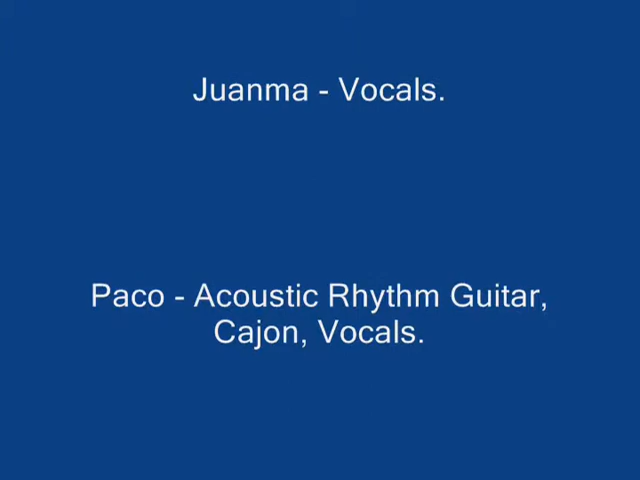 Juanma - Vocals.
Paco - Acoustic Rhythm Guitar,
Cajon, Vocals.